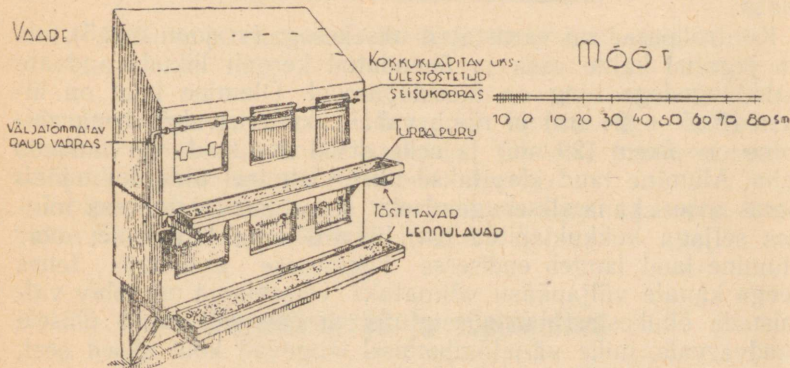 VAADE
KOKKUKLAPITAV UKS-
ÜLESTÕSTETUD
SEISUKORRAS
MÕÕT
10 0 10 20 30 40 50 60 70 80 sm
VÄLJATÕMMATAV
RAUD VARRAS
TURBA PURU
TÕSTETAVAD
LENNULAUAD